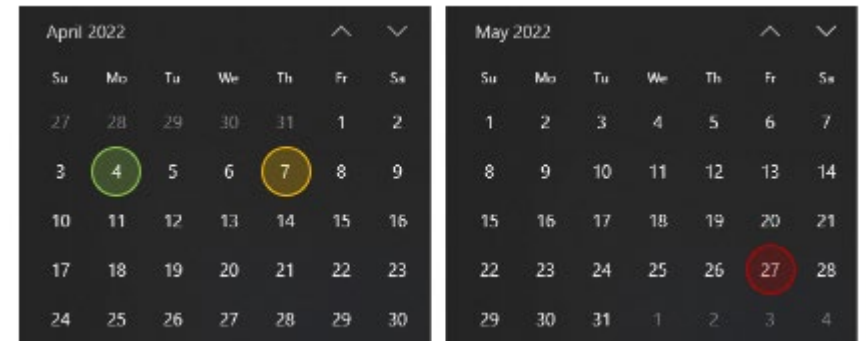 April 2022
Su Mo Tu We Th Fr Sa
27 28 29 30 31 1 2
3 4 5 6 7 8 9
10 11 12 13 14 15 16
17 18 19 20 21 22 23
24 25 26 27 28 29 30
May 2022
Su Mo Tu We Th Fr Sa
1 2 3 4 5 6 7
8 9 10 11 12 13 14
15 16 17 18 19 20 21
22 23 24 25 26 27 28
29 30 31 1 2 3 4